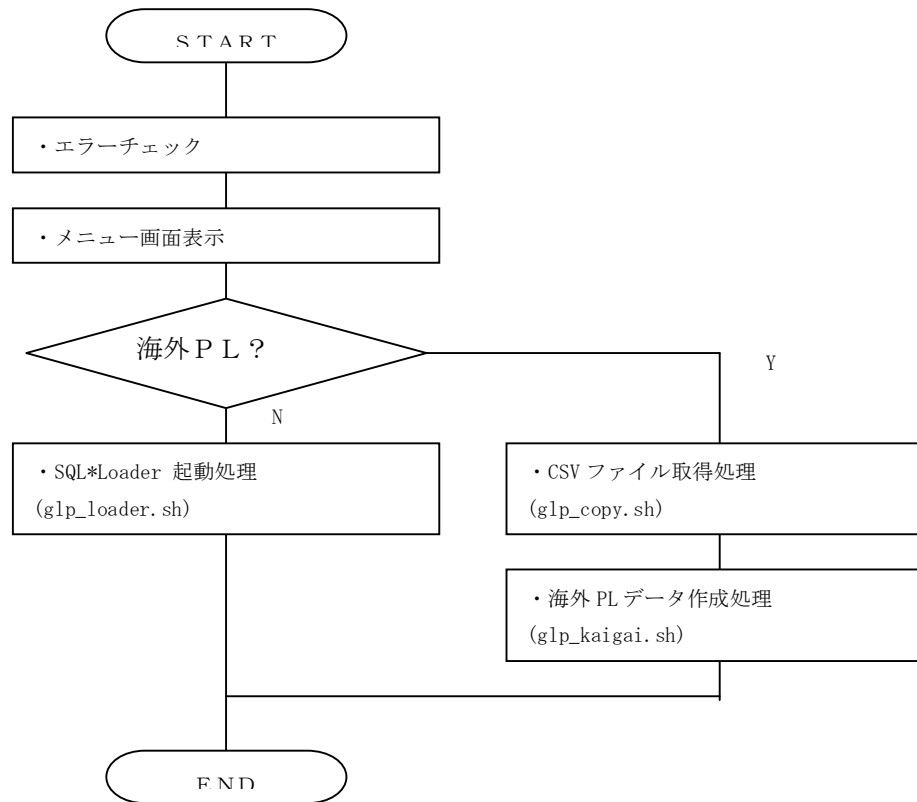 ＳＴＡＲＴ
・エラーチェック
・メニュー画面表示
海外ＰＬ？
Y
N
・SQL*Loader 起動処理
(glp_loader.sh)
・CSV ファイル取得処理
(glp_copy.sh)
・海外 PL データ作成処理
(glp_kaigai.sh)
ＥＮＤ